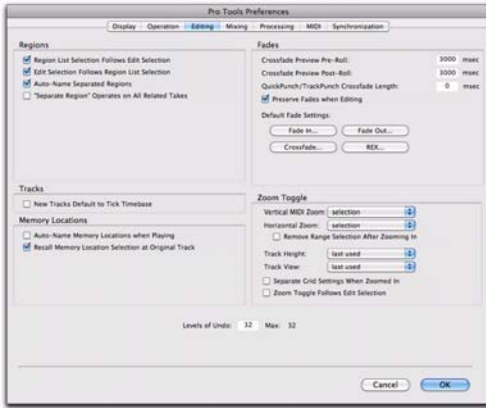 Pro Tools Preferences
Display Operation Editing Mixing Processing MIDI Synchronization
Regions
Region List Selection Follows Edit Selection
Edit Selection Follows Region List Selection
Auto-Name Separated Regions
"Separate Region" Operates on All Related Takes
Fades
Crossfade Preview Pre-Roll: 3000 msec
Crossfade Preview Post-Roll: 3000 msec
QuickPunch/TrackPunch Crossfade Length: 0 msec
Preserve Fades when Editing
Default Fade Settings:
Fade In... Fade Out...
Crossfade... REX...
Tracks
New Tracks Default to Tick Timebase
Memory Locations
Auto-Name Memory Locations when Playing
Recall Memory Location Selection at Original Track
Zoom Toggle
Vertical MIDI Zoom: selection
Horizontal Zoom: selection
Remove Range Selection After Zooming In
Track Height: last used
Track View: last used
Separate Grid Settings When Zoomed In
Zoom Toggle Follows Edit Selection
Levels of Undo: 32 Max: 32
Cancel OK